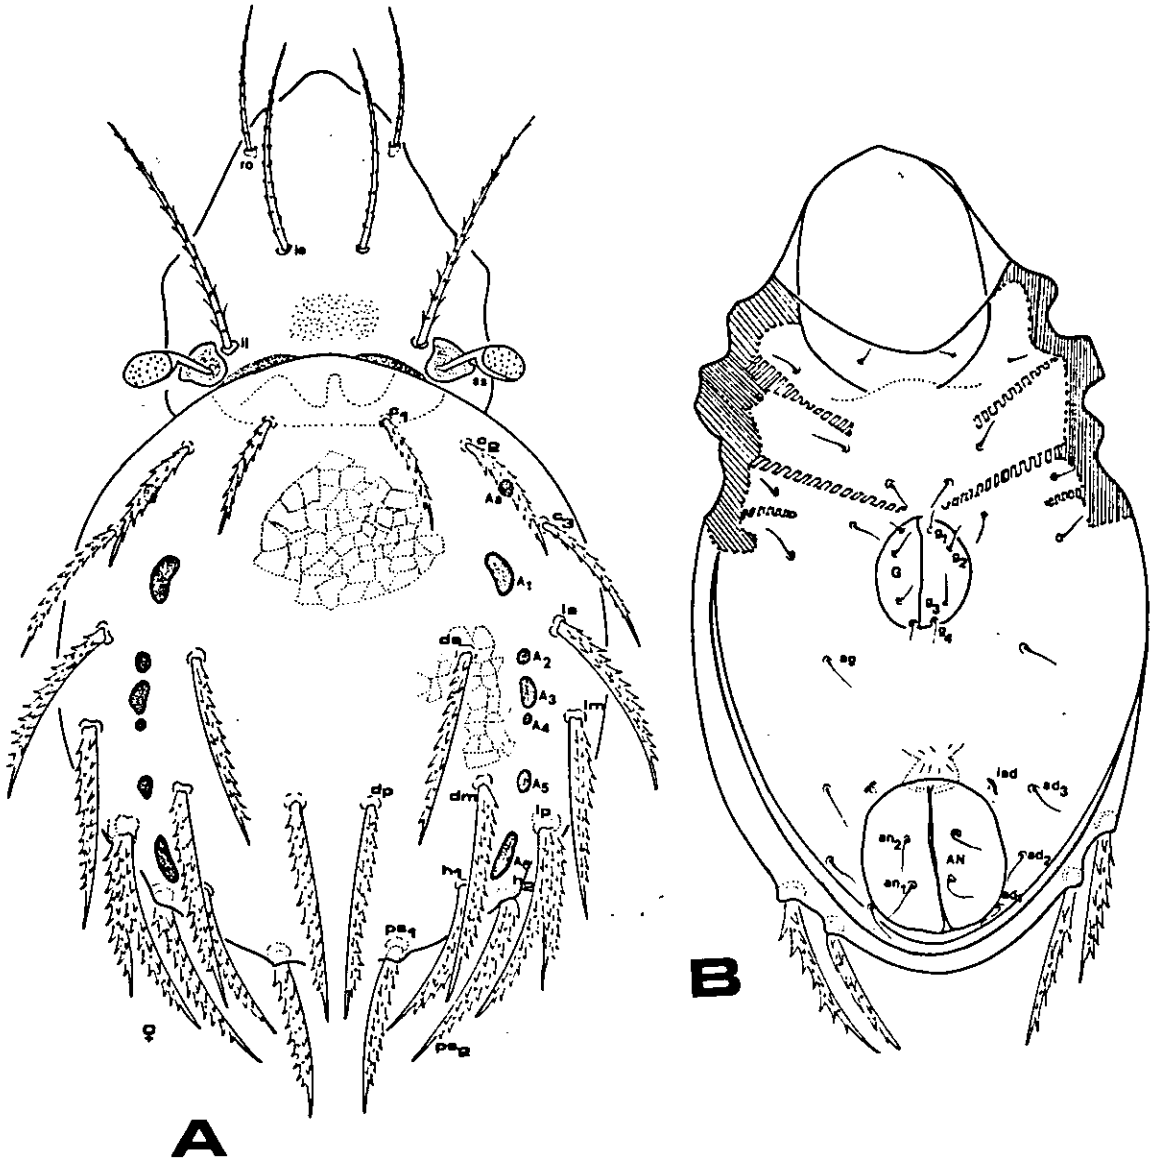 ro
le
il
ss
c1
c2
Aa
c3
A1
la
da
A2
A3
lm
A4
A5
dp
dm
lp
h1
h2
ps1
ps2
♀
A
g1
G
g2
g3
g4
ag
iad
ad3
an2
AN
ad2
an1
ad1
B